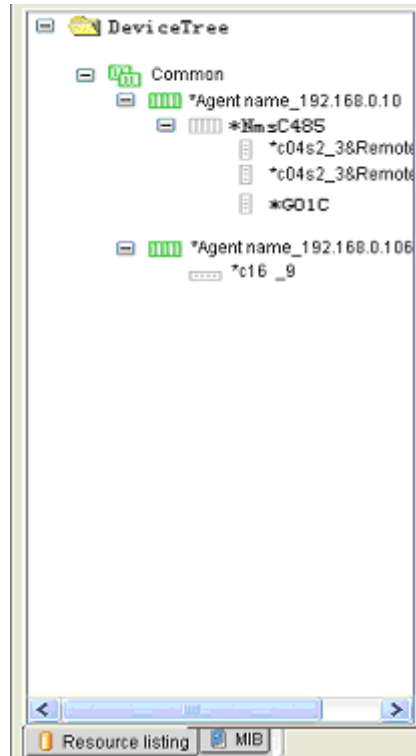 DeviceTree
Common
*Agent name_192.168.0.10
*NmsC485
*c04s2_3&Remote
*c04s2_3&Remote
*G01C
*Agent name_192.168.0.106
*c16 _9
Resource listing MIB